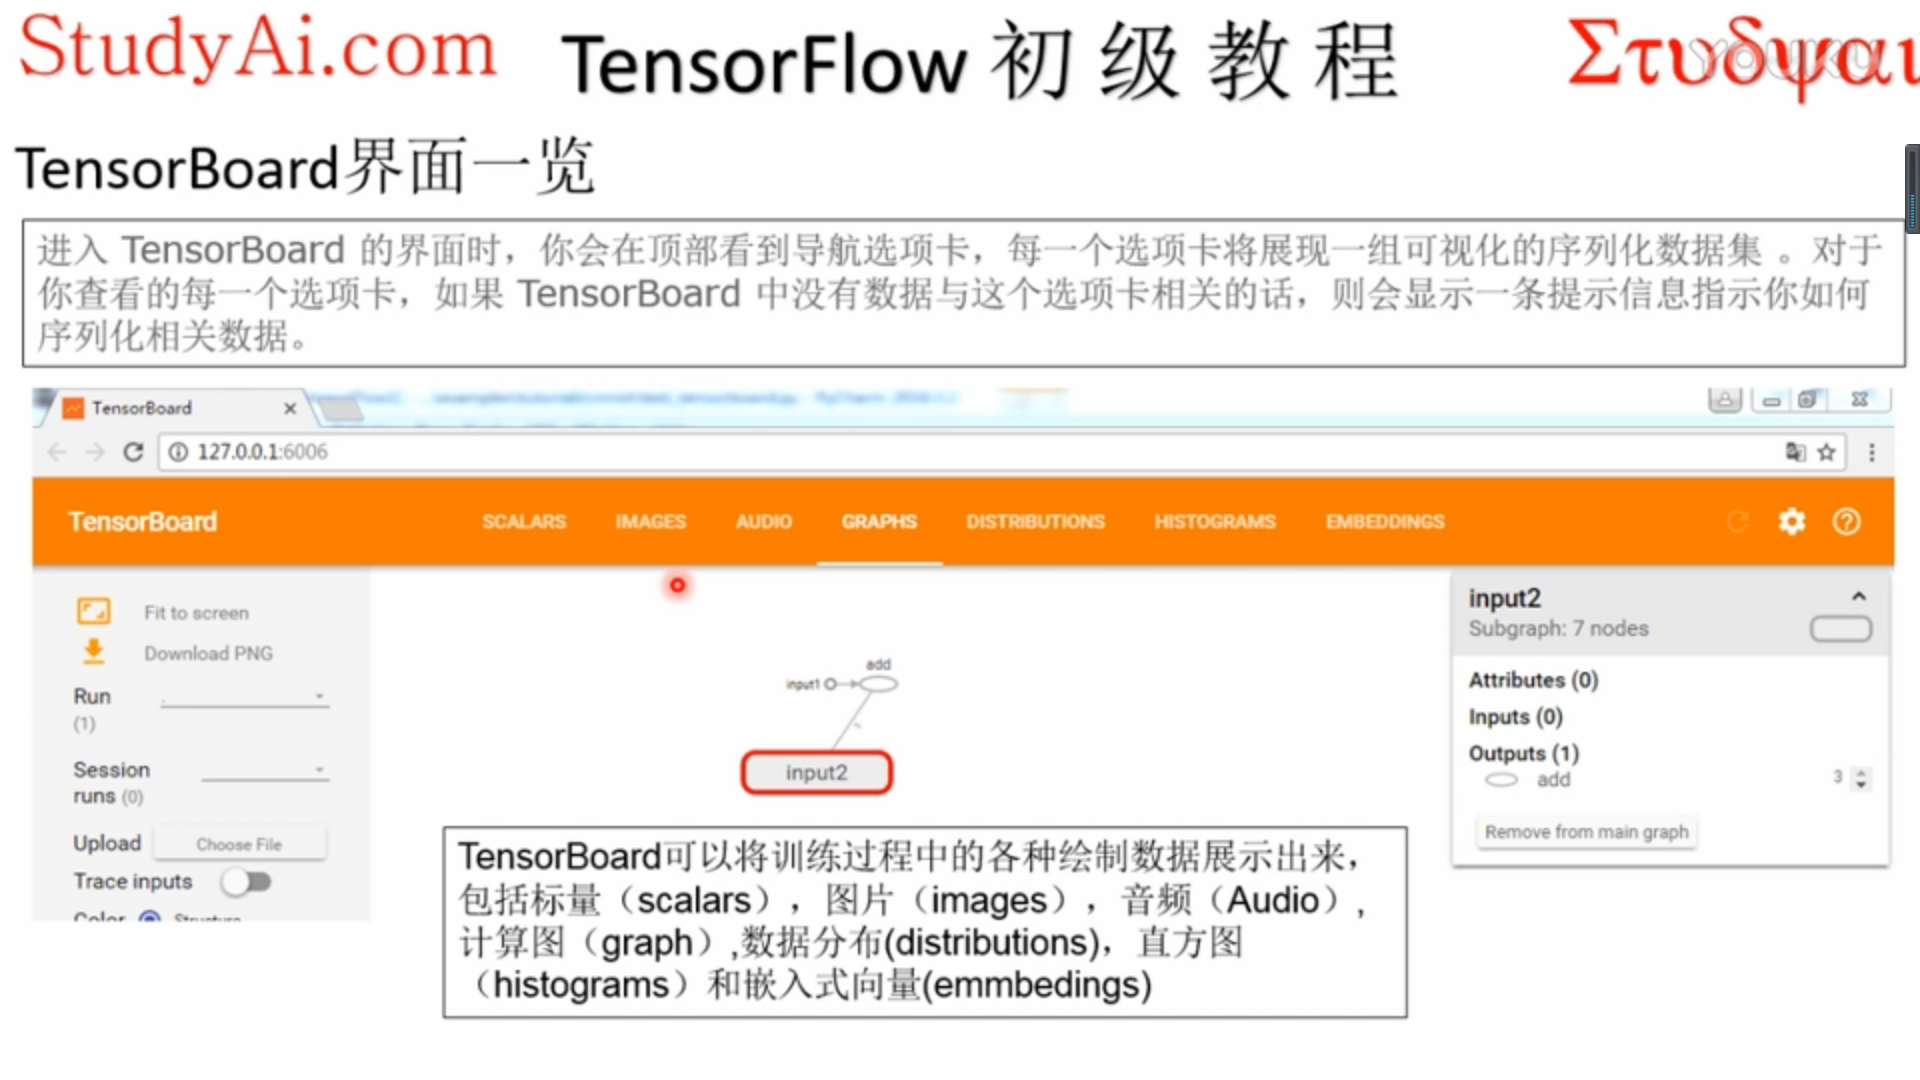 StudyAi.com
TensorFlow 初级教程
Στυδψαι
YOUKU
TensorBoard界面一览
进入 TensorBoard 的界面时，你会在顶部看到导航选项卡，每一个选项卡将展现一组可视化的序列化数据集 。对于
你查看的每一个选项卡，如果 TensorBoard 中没有数据与这个选项卡相关的话，则会显示一条提示信息指示你如何
序列化相关数据。
TensorBoard
127.0.0.1:6006
TensorBoard SCALARS IMAGES AUDIO GRAPHS DISTRIBUTIONS HISTOGRAMS EMBEDDINGS
Fit to screen
Download PNG
Run
(1)
Session
runs (0)
Upload Choose File
Trace inputs
Color Structure
add
input1
input2
input2
Subgraph: 7 nodes
Attributes (0)
Inputs (0)
Outputs (1)
add 3
Remove from main graph
TensorBoard可以将训练过程中的各种绘制数据展示出来，
包括标量（scalars），图片（images），音频（Audio）,
计算图（graph）,数据分布(distributions)，直方图
（histograms）和嵌入式向量(emmbedings)